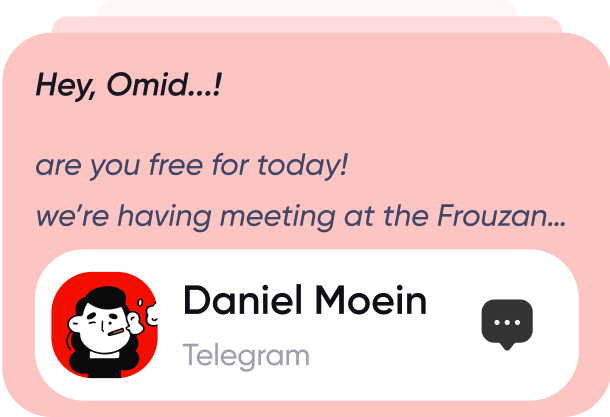 Hey, Omid...!
are you free for today!
we're having meeting at the Frouzan...
Daniel Moein
Telegram